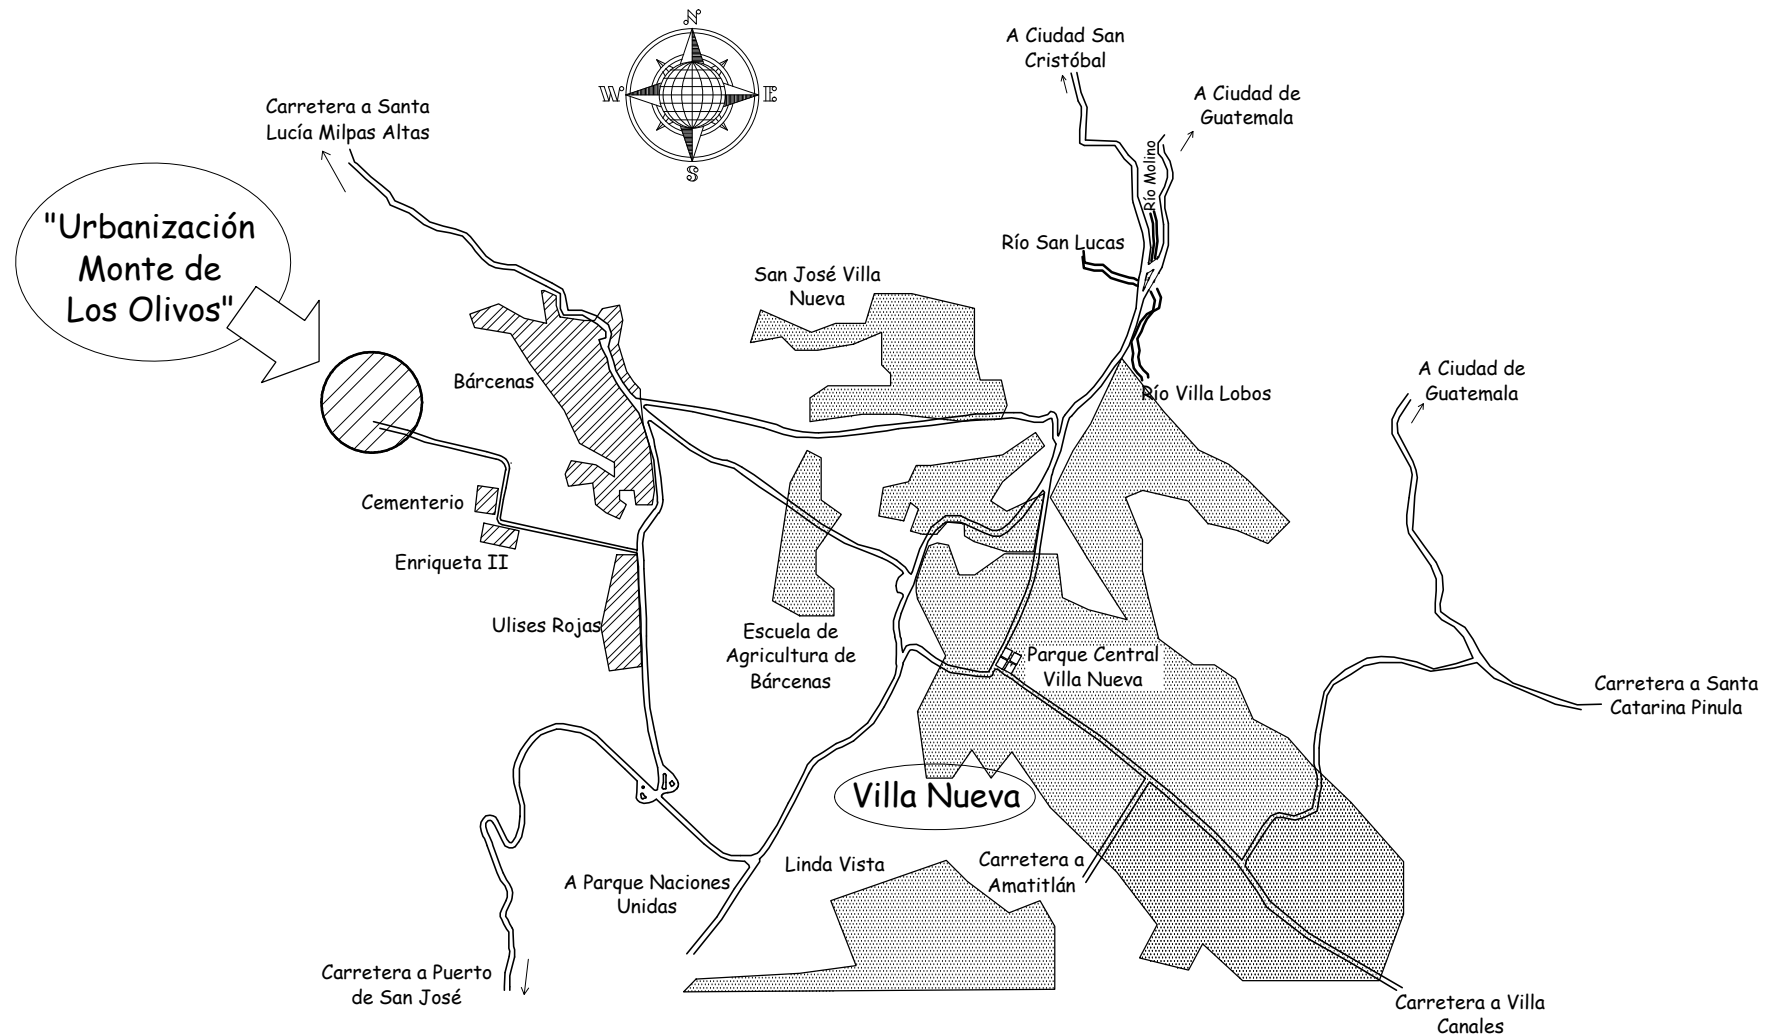 N
A Ciudad San
Cristóbal
W
E
A Ciudad de
Guatemala
Carretera a Santa
Lucía Milpas Altas
S
Río Molino
"Urbanización
Monte de
Los Olivos"
Río San Lucas
San José Villa
Nueva
Bárcenas
Río Villa Lobos
A Ciudad de
Guatemala
Cementerio
Enriqueta II
Ulises Rojas
Escuela de
Agricultura de
Bárcenas
Parque Central
Villa Nueva
Carretera a Santa
Catarina Pinula
Villa Nueva
Linda Vista
Carretera a
Amatitlán
A Parque Naciones
Unidas
Carretera a Puerto
de San José
Carretera a Villa
Canales